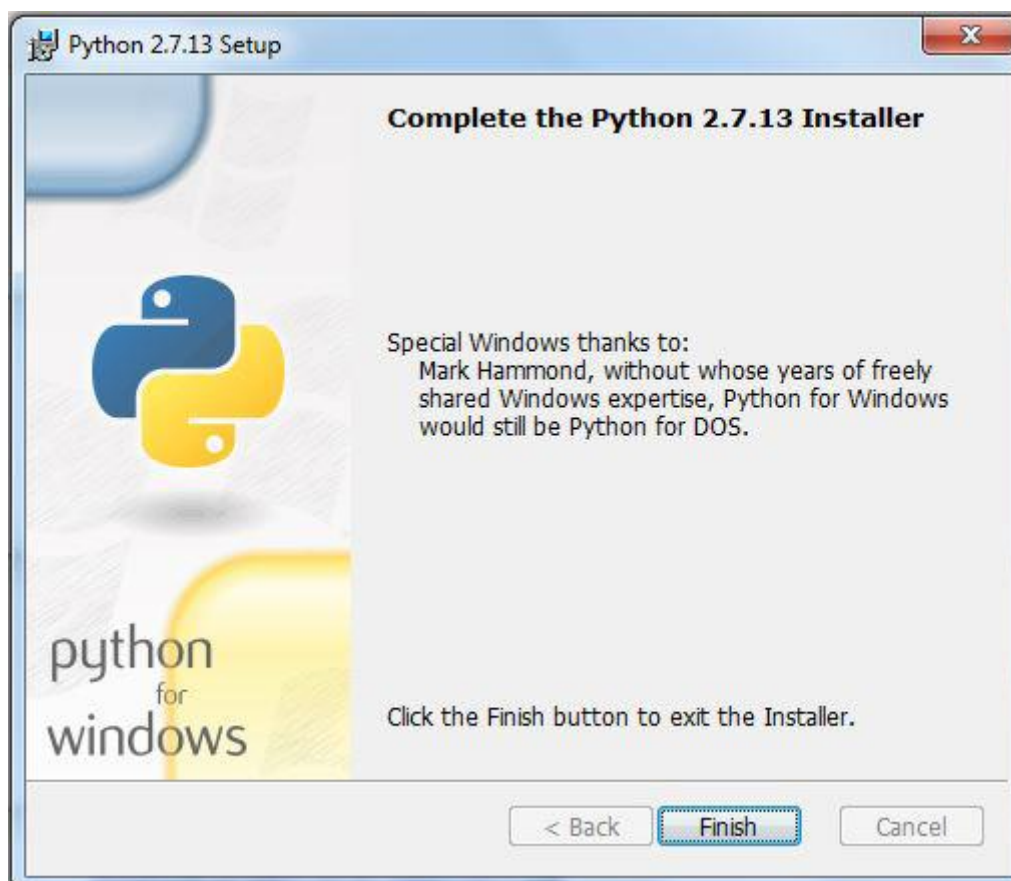 Python 2.7.13 Setup
Complete the Python 2.7.13 Installer
Special Windows thanks to:
Mark Hammond, without whose years of freely
shared Windows expertise, Python for Windows
would still be Python for DOS.
python
for
windows
Click the Finish button to exit the Installer.
< Back
Finish
Cancel